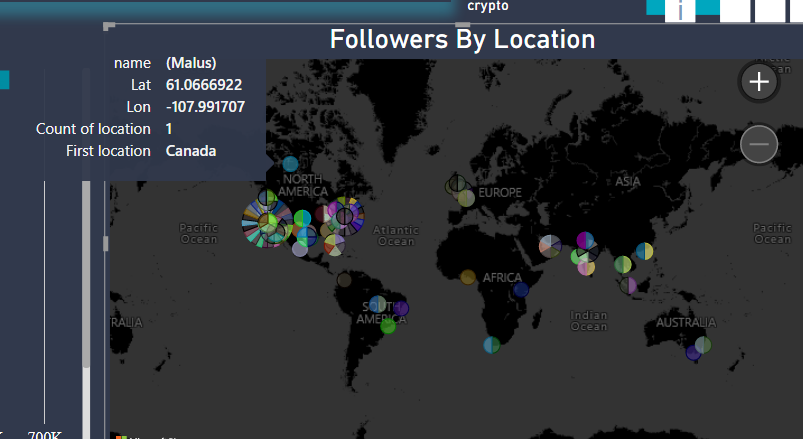 crypto
i
Followers By Location
name (Malus)
Lat 61.0666922
Lon -107.991707
Count of location 1
First location Canada
+
NORTH
AMERICA
EUROPE
ASIA
Pacific
Ocean
Atlantic
Ocean
Pacific
Ocean
AFRICA
SOUTH
AMERICA
Indian
Ocean
RALIA
AUSTRALIA
700K